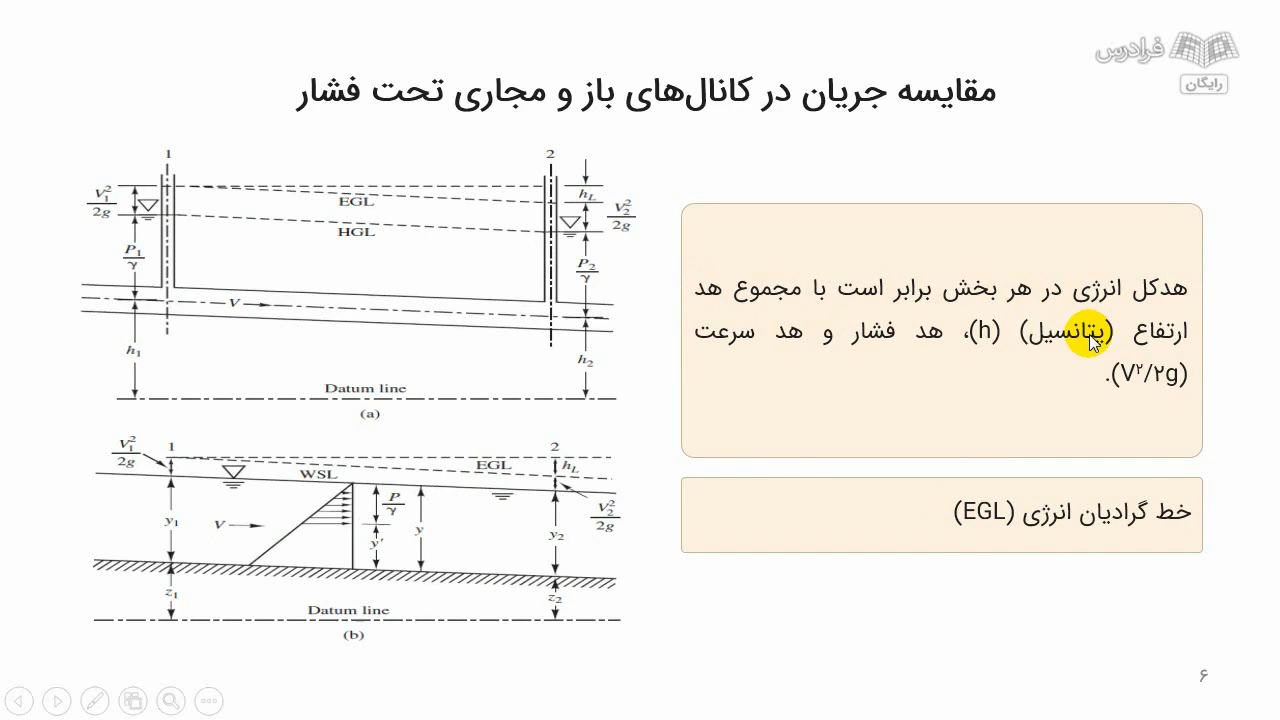 فرادرس
رایگان
مقایسه جریان در کانال‌های باز و مجاری تحت فشار
هدکل انرژی در هر بخش برابر است با مجموع هد
ارتفاع (پتانسیل) (h)، هد فشار و هد سرعت
(V²/۲g).
خط گرادیان انرژی (EGL)
1 2
V₁²/2g
EGL
hL
V₂²/2g
HGL
P₁/γ
P₂/γ
V
h₁
h₂
Datum line
(a)
V₁²/2g
1 2
WSL
EGL
hL
P/γ
V₂²/2g
y₁
V
y'
y
y₂
z₁
z₂
Datum line
(b)
۶